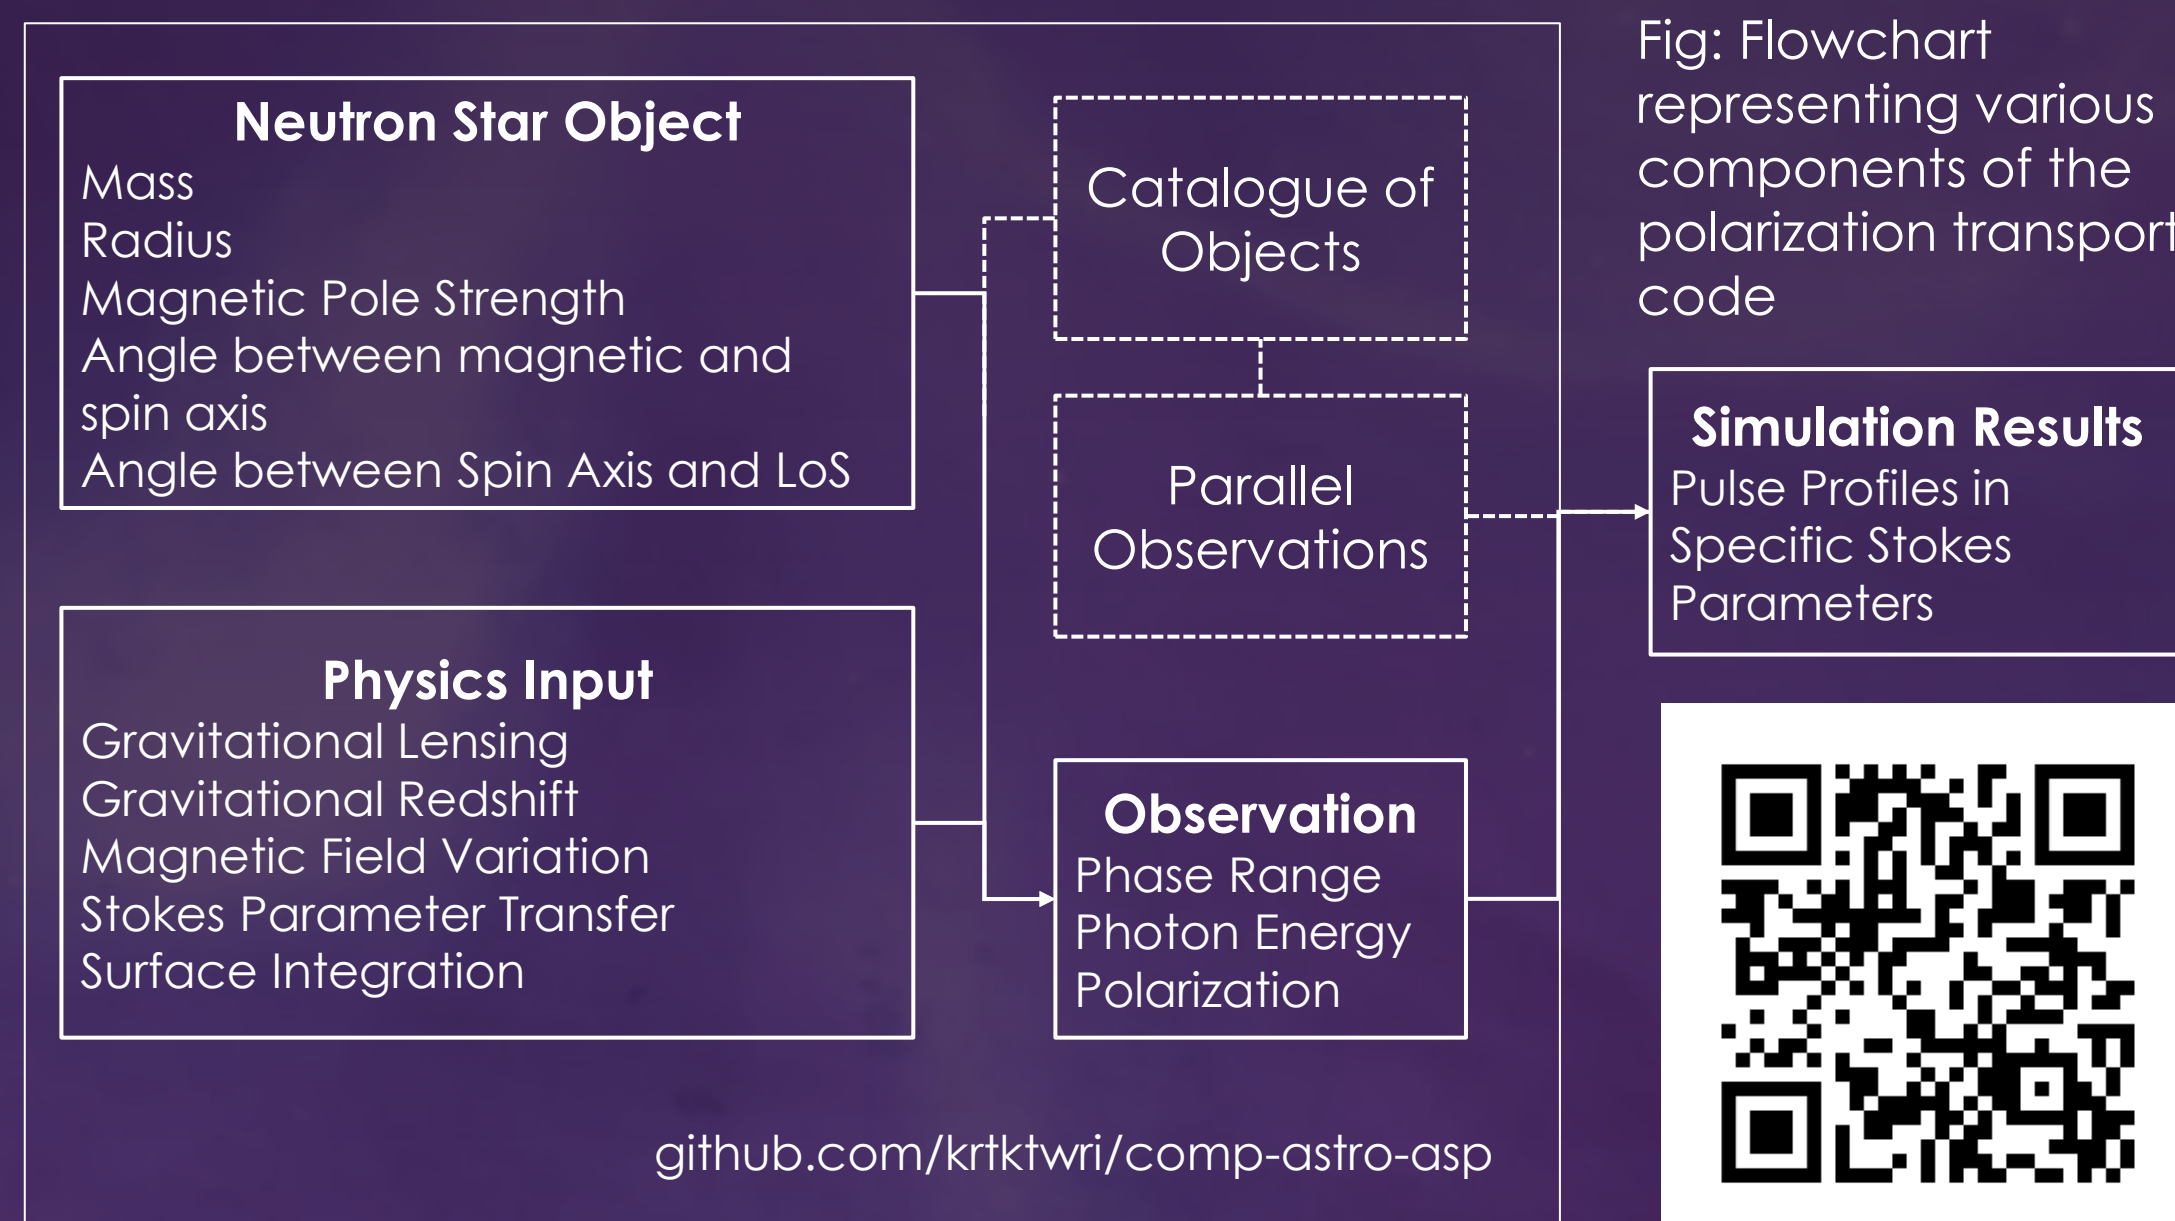 Neutron Star Object
Mass
Radius
Magnetic Pole Strength
Angle between magnetic and
spin axis
Angle between Spin Axis and LoS
Physics Input
Gravitational Lensing
Gravitational Redshift
Magnetic Field Variation
Stokes Parameter Transfer
Surface Integration
Catalogue of
Objects
Parallel
Observations
Observation
Phase Range
Photon Energy
Polarization
github.com/krtktwri/comp-astro-asp
Fig: Flowchart
representing various
components of the
polarization transport
code
Simulation Results
Pulse Profiles in
Specific Stokes
Parameters